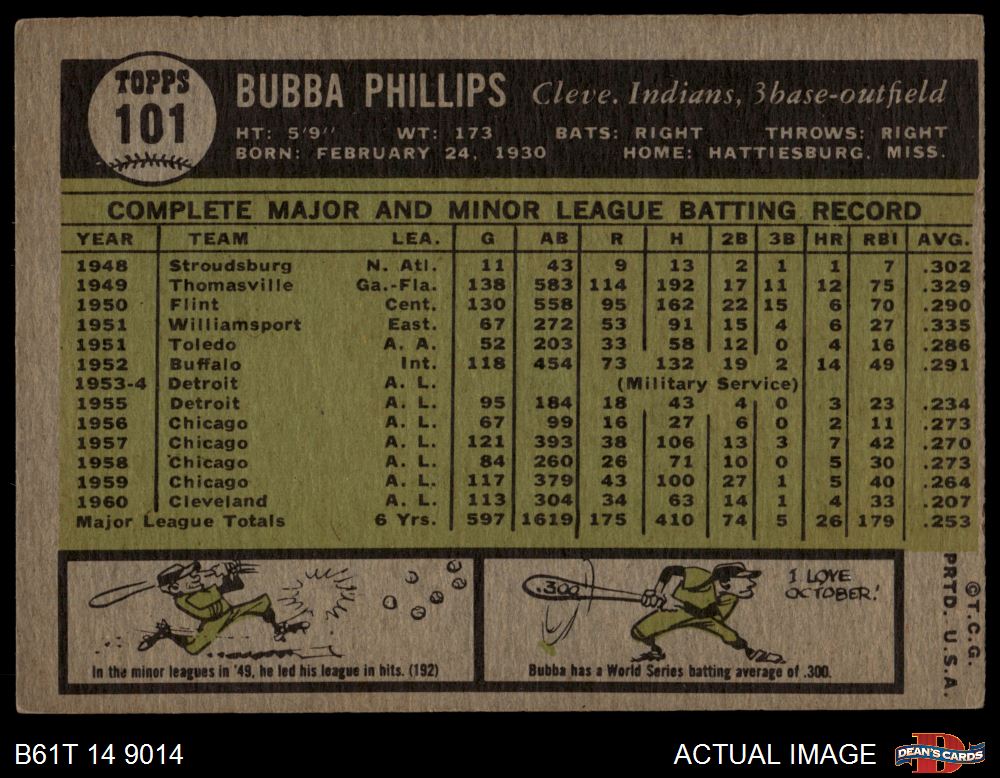 TOPPS
101
BUBBA PHILLIPS Cleve. Indians, 3base-outfield
HT: 5'9" WT: 173 BATS: RIGHT THROWS: RIGHT
BORN: FEBRUARY 24, 1930 HOME: HATTIESBURG, MISS.
COMPLETE MAJOR AND MINOR LEAGUE BATTING RECORD
YEAR TEAM LEA. G AB R H 2B 3B HR RBI AVG.
1948 Stroudsburg N. Atl. 11 43 9 13 2 1 1 7 .302
1949 Thomasville Ga.-Fla. 138 583 114 192 17 11 12 75 .329
1950 Flint Cent. 130 558 95 162 22 15 6 70 .290
1951 Williamsport East. 67 272 53 91 15 4 6 27 .335
1951 Toledo A. A. 52 203 33 58 12 0 4 16 .286
1952 Buffalo Int. 118 454 73 132 19 2 14 49 .291
1953-4 Detroit A. L. (Military Service)
1955 Detroit A. L. 95 184 18 43 4 0 3 23 .234
1956 Chicago A. L. 67 99 16 27 6 0 2 11 .273
1957 Chicago A. L. 121 393 38 106 13 3 7 42 .270
1958 Chicago A. L. 84 260 26 71 10 0 5 30 .273
1959 Chicago A. L. 117 379 43 100 27 1 5 40 .264
1960 Cleveland A. L. 113 304 34 63 14 1 4 33 .207
Major League Totals 6 Yrs. 597 1619 175 410 74 5 26 179 .253
In the minor leagues in '49, he led his league in hits. (192)
.300
I LOVE
OCTOBER!
Bubba has a World Series batting average of .300.
©T.C.G.
PRTD. U.S.A.
B61T 14 9014
ACTUAL IMAGE
DEAN'S CARDS